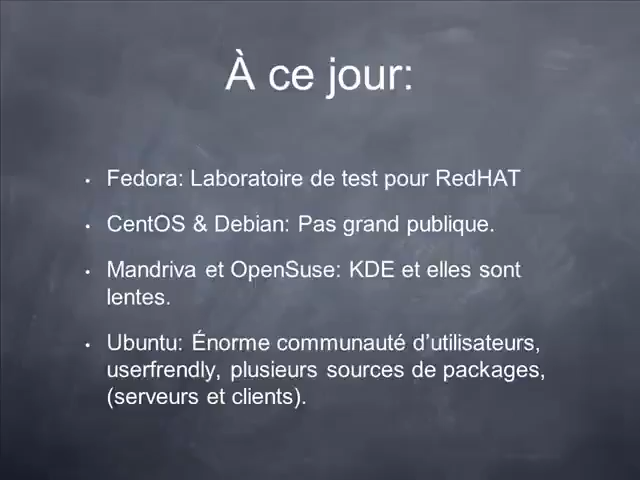 À ce jour:
• Fedora: Laboratoire de test pour RedHAT
• CentOS & Debian: Pas grand publique.
• Mandriva et OpenSuse: KDE et elles sont
lentes.
• Ubuntu: Énorme communauté d’utilisateurs,
userfrendly, plusieurs sources de packages,
(serveurs et clients).